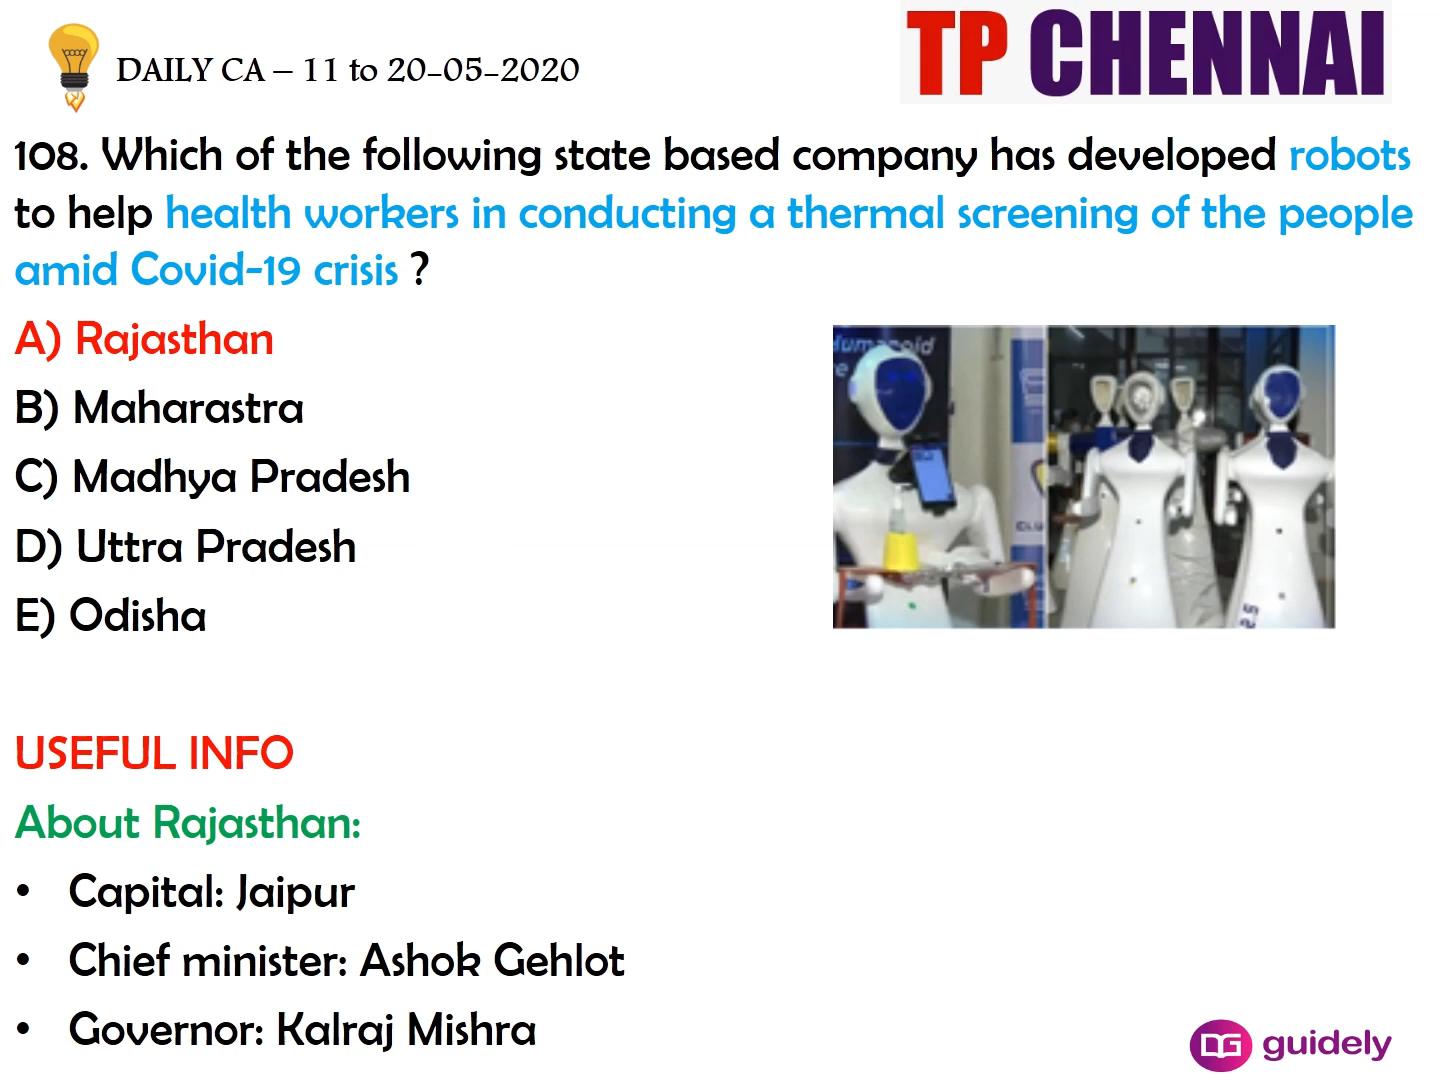 DAILY CA – 11 to 20-05-2020
TP CHENNAI
108. Which of the following state based company has developed robots
to help health workers in conducting a thermal screening of the people
amid Covid-19 crisis ?
A) Rajasthan
B) Maharastra
C) Madhya Pradesh
D) Uttra Pradesh
E) Odisha
USEFUL INFO
About Rajasthan:
• Capital: Jaipur
• Chief minister: Ashok Gehlot
• Governor: Kalraj Mishra
guidely